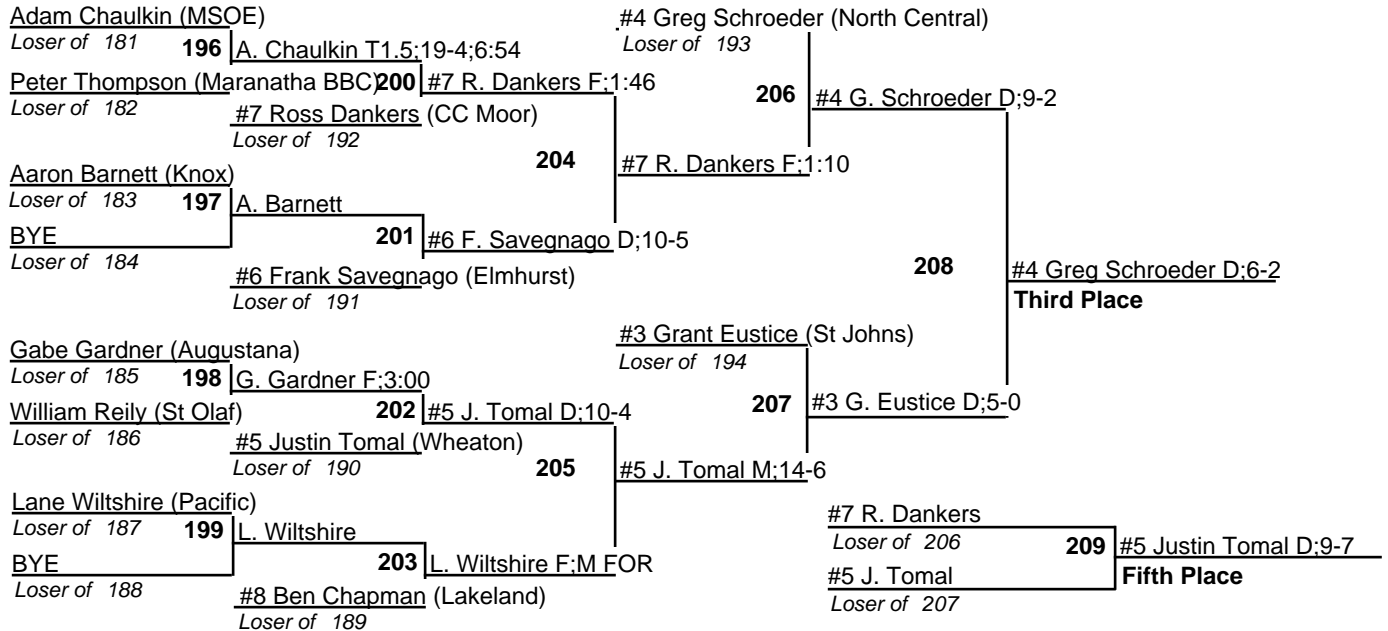 Adam Chaulkin (MSOE)
Loser of 181
196
A. Chaulkin T1.5;19-4;6:54
Peter Thompson (Maranatha BBC)
Loser of 182
200
#7 R. Dankers F;1:46
#7 Ross Dankers (CC Moor)
Loser of 192
204
#7 R. Dankers F;1:10
Aaron Barnett (Knox)
Loser of 183
197
A. Barnett
BYE
Loser of 184
201
#6 F. Savegnago D;10-5
#6 Frank Savegnago (Elmhurst)
Loser of 191
#4 Greg Schroeder (North Central)
Loser of 193
206
#4 G. Schroeder D;9-2
208
#4 Greg Schroeder D;6-2
Third Place
Gabe Gardner (Augustana)
Loser of 185
198
G. Gardner F;3:00
William Reily (St Olaf)
Loser of 186
202
#5 J. Tomal D;10-4
#5 Justin Tomal (Wheaton)
Loser of 190
205
#5 J. Tomal M;14-6
Lane Wiltshire (Pacific)
Loser of 187
199
L. Wiltshire
BYE
Loser of 188
203
L. Wiltshire F;M FOR
#8 Ben Chapman (Lakeland)
Loser of 189
#3 Grant Eustice (St Johns)
Loser of 194
207
#3 G. Eustice D;5-0
#7 R. Dankers
Loser of 206
209
#5 Justin Tomal D;9-7
#5 J. Tomal
Loser of 207
Fifth Place